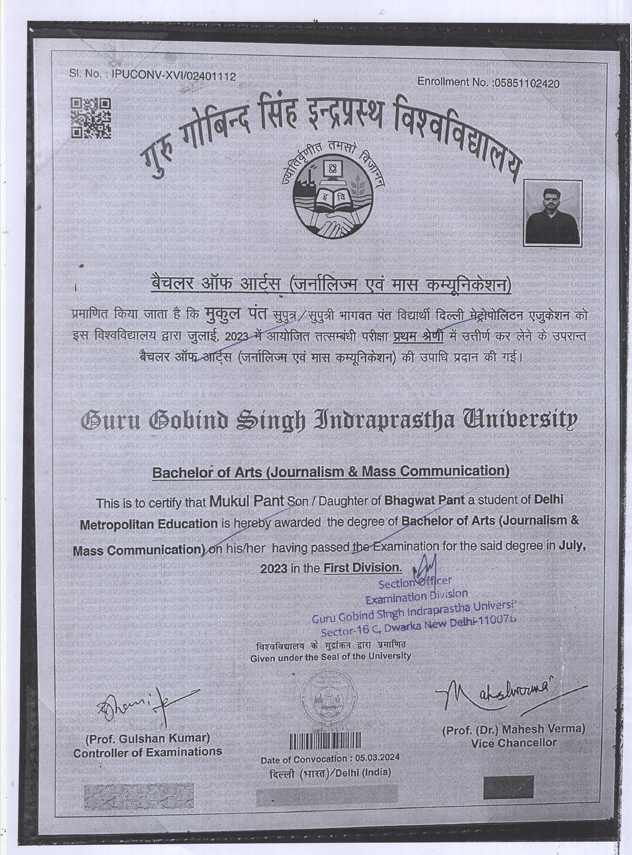 Sl. No. : IPUCONV-XVI/02401112
Enrollment No. :05851102420
गुरु गोबिन्द सिंह इन्द्रप्रस्थ विश्वविद्यालय
ज्योतिर्वृणीत तमसो विजानन
इ वि
बैचलर ऑफ आर्ट्स (जर्नालिज्म एवं मास कम्यूनिकेशन)
प्रमाणित किया जाता है कि मुकुल पंत सुपुत्र/सुपुत्री भागवत पंत विद्यार्थी दिल्ली मेट्रोपोलिटन एजुकेशन को
इस विश्वविद्यालय द्वारा जुलाई, 2023 में आयोजित तत्सम्बंधी परीक्षा प्रथम श्रेणी में उत्तीर्ण कर लेने के उपरान्त
बैचलर ऑफ आर्ट्स (जर्नालिज्म एवं मास कम्यूनिकेशन) की उपाधि प्रदान की गई।
Guru Gobind Singh Indraprastha University
Bachelor of Arts (Journalism & Mass Communication)
This is to certify that Mukul Pant Son / Daughter of Bhagwat Pant a student of Delhi
Metropolitan Education is hereby awarded the degree of Bachelor of Arts (Journalism &
Mass Communication) on his/her having passed the Examination for the said degree in July,
2023 in the First Division.
Section Officer
Examination Division
Guru Gobind Singh Indraprastha Universi
Sector-16 C, Dwarka New Delhi-110078
विश्वविद्यालय के मुद्रांकन द्वारा प्रमाणित
Given under the Seal of the University
(Prof. Gulshan Kumar)
Controller of Examinations
Maheshverma
(Prof. (Dr.) Mahesh Verma)
Vice Chancellor
Date of Convocation : 05.03.2024
दिल्ली (भारत)/Delhi (India)